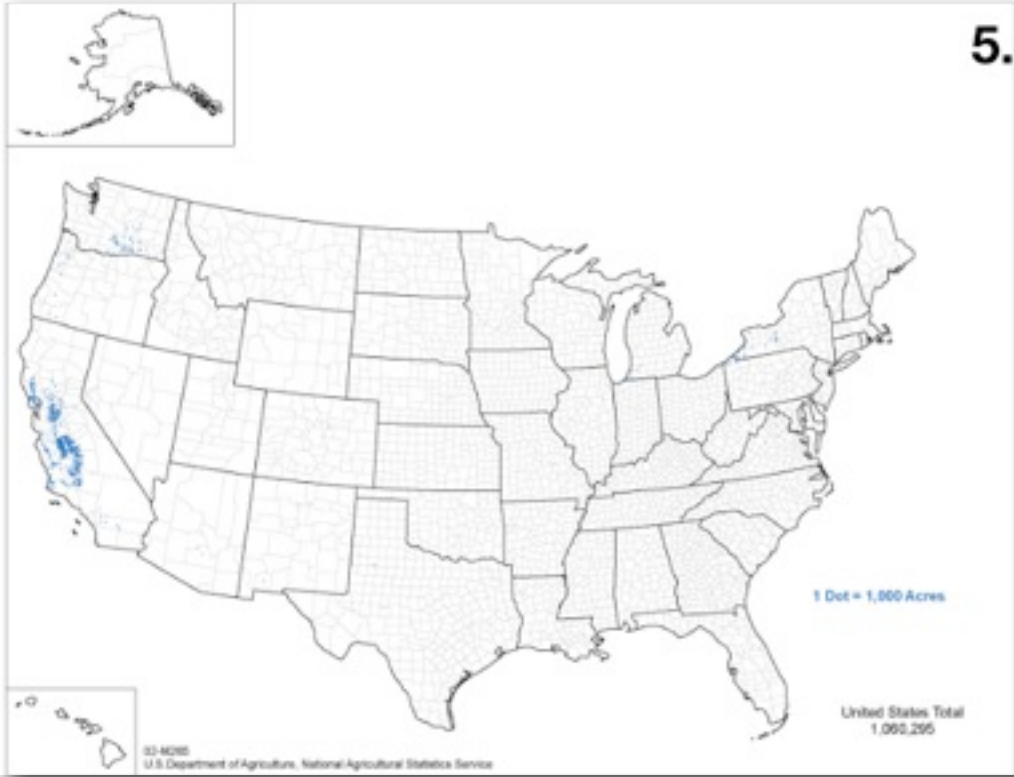 5.
1 Dot = 1,000 Acres
United States Total
1,060,295
U.S. Department of Agriculture, National Agricultural Statistics Service